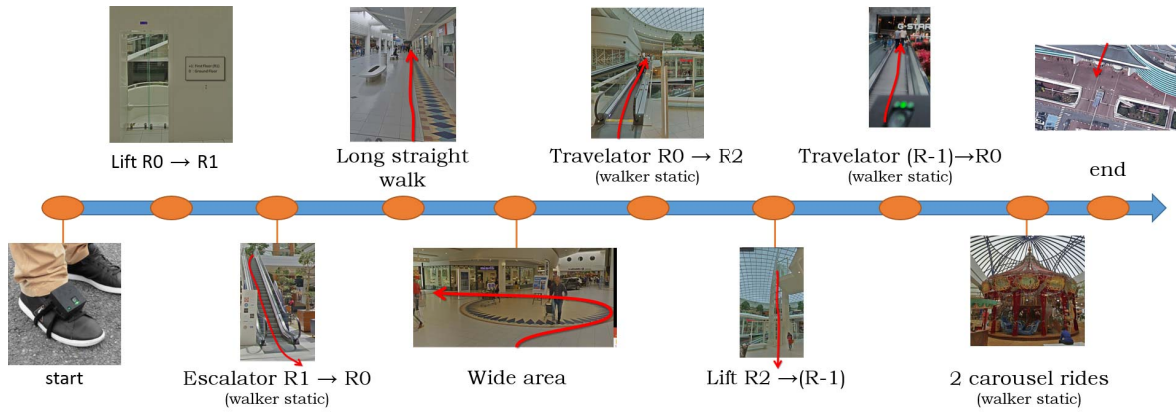 Lift R0 → R1
Long straight
walk
Travelator R0 → R2
(walker static)
Travelator (R-1)→R0
(walker static)
end
start
Escalator R1 → R0
(walker static)
Wide area
Lift R2 →(R-1)
2 carousel rides
(walker static)
G-STAR